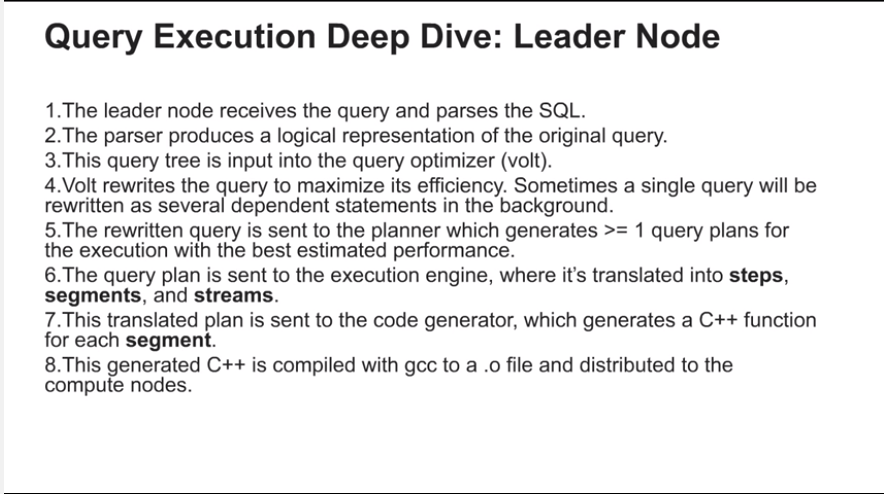 Query Execution Deep Dive: Leader Node
1.The leader node receives the query and parses the SQL.
2.The parser produces a logical representation of the original query.
3.This query tree is input into the query optimizer (volt).
4.Volt rewrites the query to maximize its efficiency. Sometimes a single query will be
rewritten as several dependent statements in the background.
5.The rewritten query is sent to the planner which generates >= 1 query plans for
the execution with the best estimated performance.
6.The query plan is sent to the execution engine, where it’s translated into steps,
segments, and streams.
7.This translated plan is sent to the code generator, which generates a C++ function
for each segment.
8.This generated C++ is compiled with gcc to a .o file and distributed to the
compute nodes.